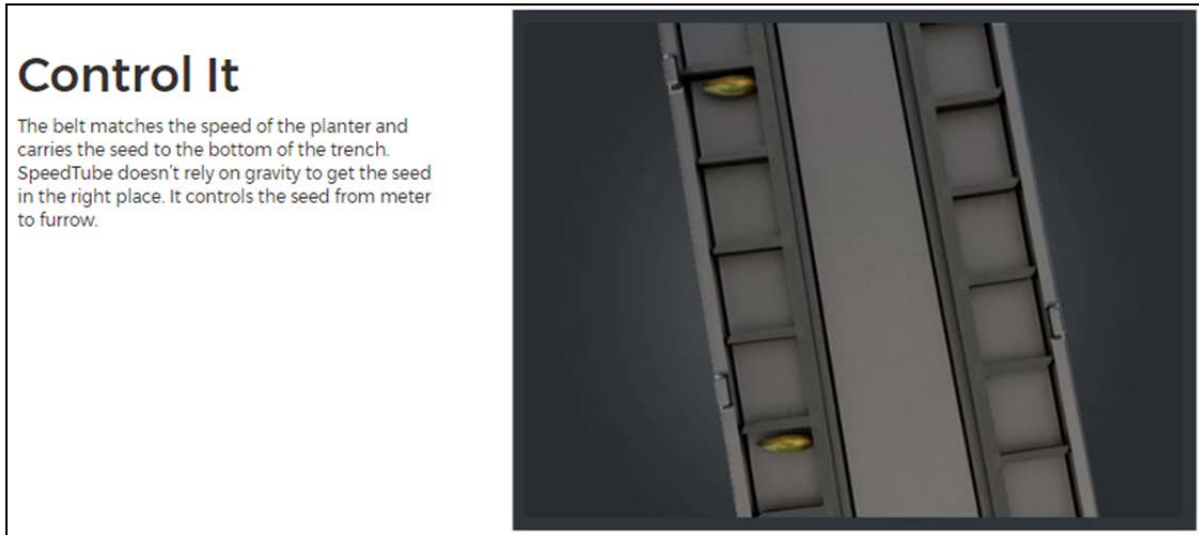 Control It
The belt matches the speed of the planter and
carries the seed to the bottom of the trench.
SpeedTube doesn't rely on gravity to get the seed
in the right place. It controls the seed from meter
to furrow.